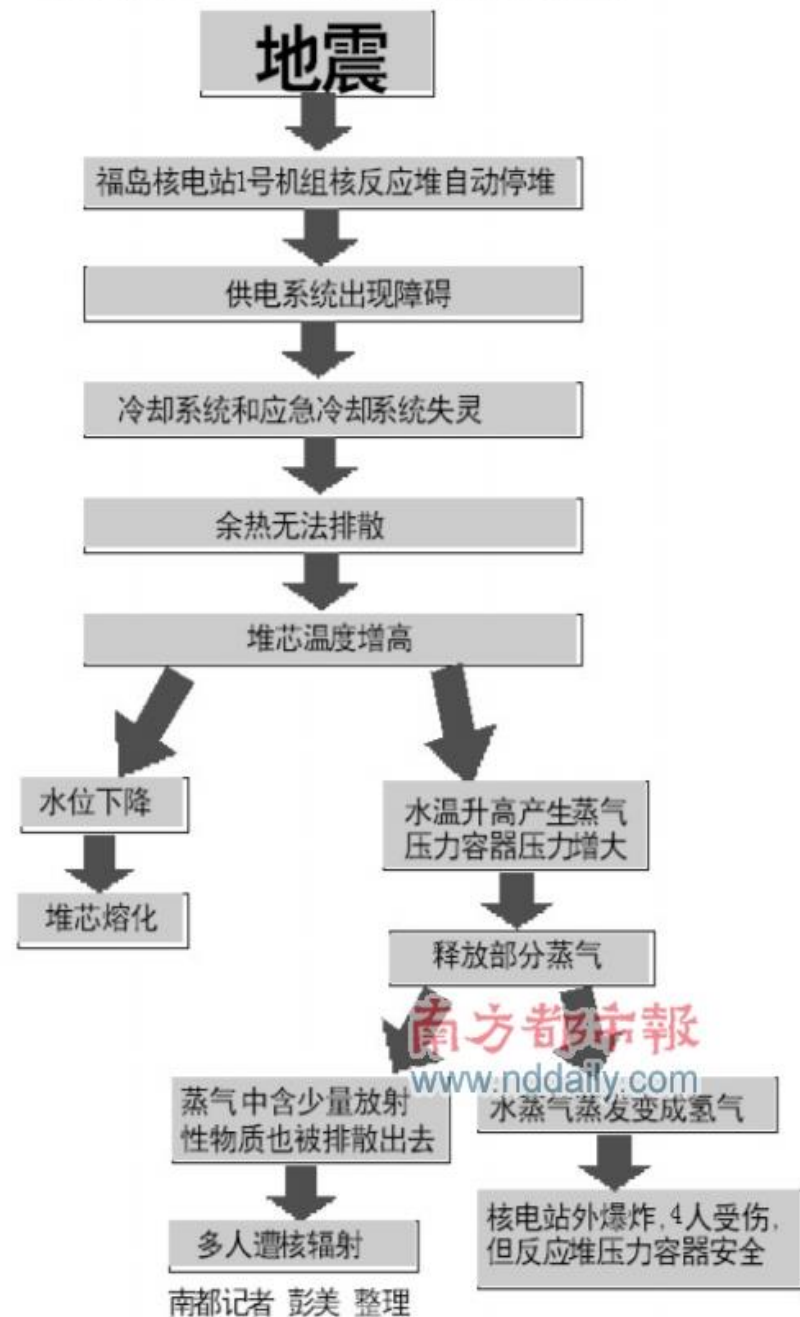 地震
福岛核电站1号机组核反应堆自动停堆
供电系统出现障碍
冷却系统和应急冷却系统失灵
余热无法排散
堆芯温度增高
水位下降
堆芯熔化
水温升高产生蒸气
压力容器压力增大
释放部分蒸气
南方都市報
www.nddaily.com
蒸气中含少量放射
性物质也被排散出去
多人遭核辐射
水蒸气蒸发变成氢气
核电站外爆炸,4人受伤,
但反应堆压力容器安全
南都记者 彭美 整理